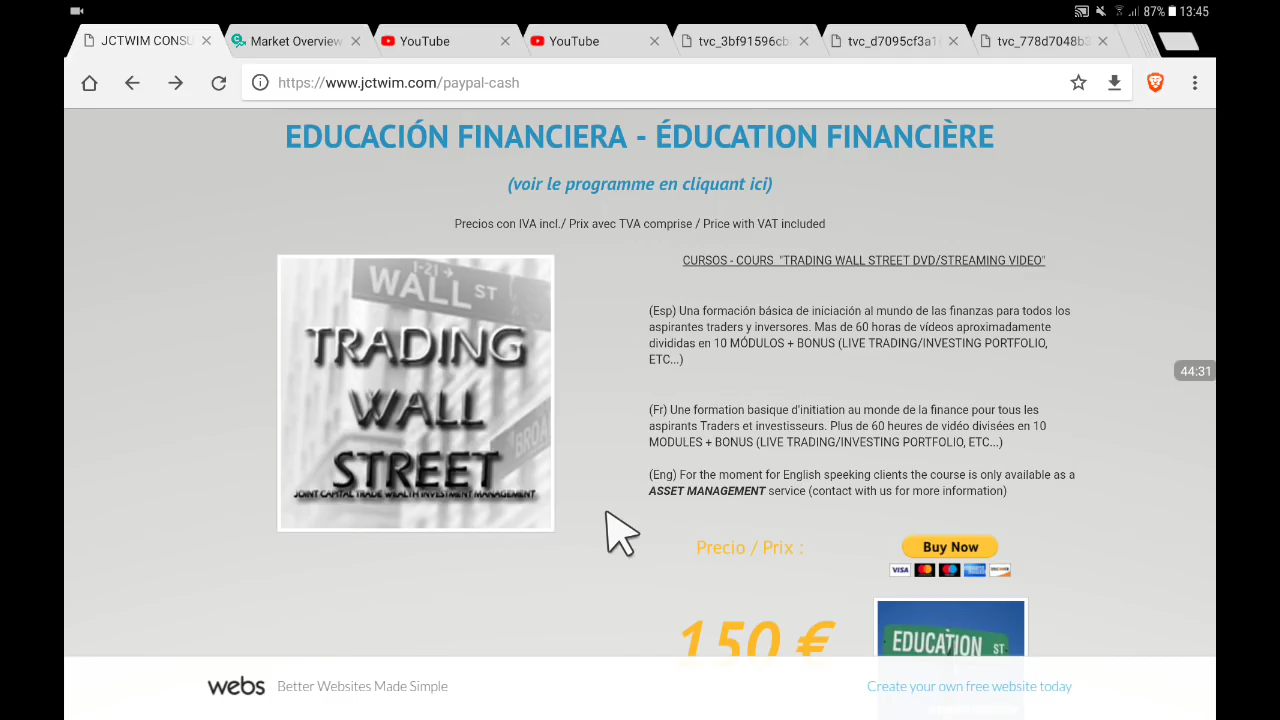 87% 13:45
JCTWIM CONSU
Market Overview
YouTube
YouTube
tvc_3bf91596cb
tvc_d7095cf3a1
tvc_778d7048b
https://www.jctwim.com/paypal-cash
EDUCACIÓN FINANCIERA - ÉDUCATION FINANCIÈRE
(voir le programme en cliquant ici)
Precios con IVA incl./ Prix avec TVA comprise / Price with VAT included
1-21
WALL ST
TRADING
WALL
STREET
BROA
JOINT CAPITAL TRADE WEALTH INVESTMENT MANAGEMENT
CURSOS - COURS "TRADING WALL STREET DVD/STREAMING VIDEO"
(Esp) Una formación básica de iniciación al mundo de las finanzas para todos los
aspirantes traders y inversores. Mas de 60 horas de vídeos aproximadamente
divididas en 10 MÓDULOS + BONUS (LIVE TRADING/INVESTING PORTFOLIO,
ETC...)
44:31
(Fr) Une formation basique d'initiation au monde de la finance pour tous les
aspirants Traders et investisseurs. Plus de 60 heures de vidéo divisées en 10
MODULES + BONUS (LIVE TRADING/INVESTING PORTFOLIO, ETC...)
(Eng) For the moment for English speeking clients the course is only available as a
ASSET MANAGEMENT service (contact with us for more information)
Precio / Prix :
Buy Now
VISA
150 €
EDUCATION ST
webs
Better Websites Made Simple
Create your own free website today